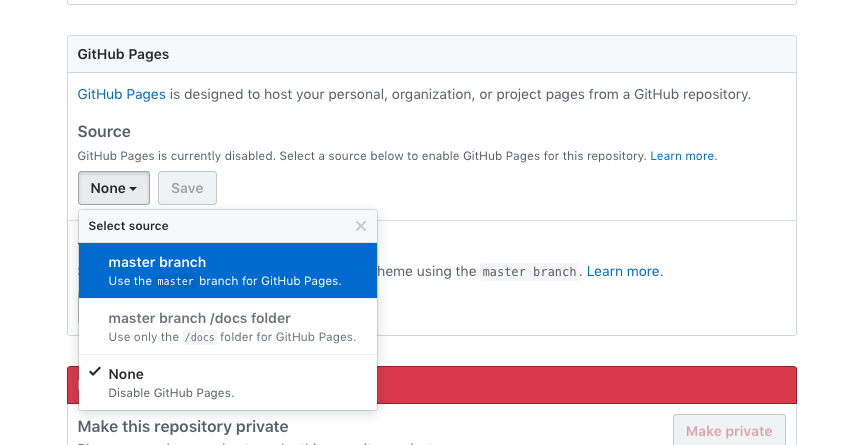 GitHub Pages
GitHub Pages is designed to host your personal, organization, or project pages from a GitHub repository.
Source
GitHub Pages is currently disabled. Select a source below to enable GitHub Pages for this repository. Learn more.
None Save
Select source
master branch
Use the master branch for GitHub Pages.
heme using the master branch. Learn more.
master branch /docs folder
Use only the /docs folder for GitHub Pages.
None
Disable GitHub Pages.
Make this repository private
Make private